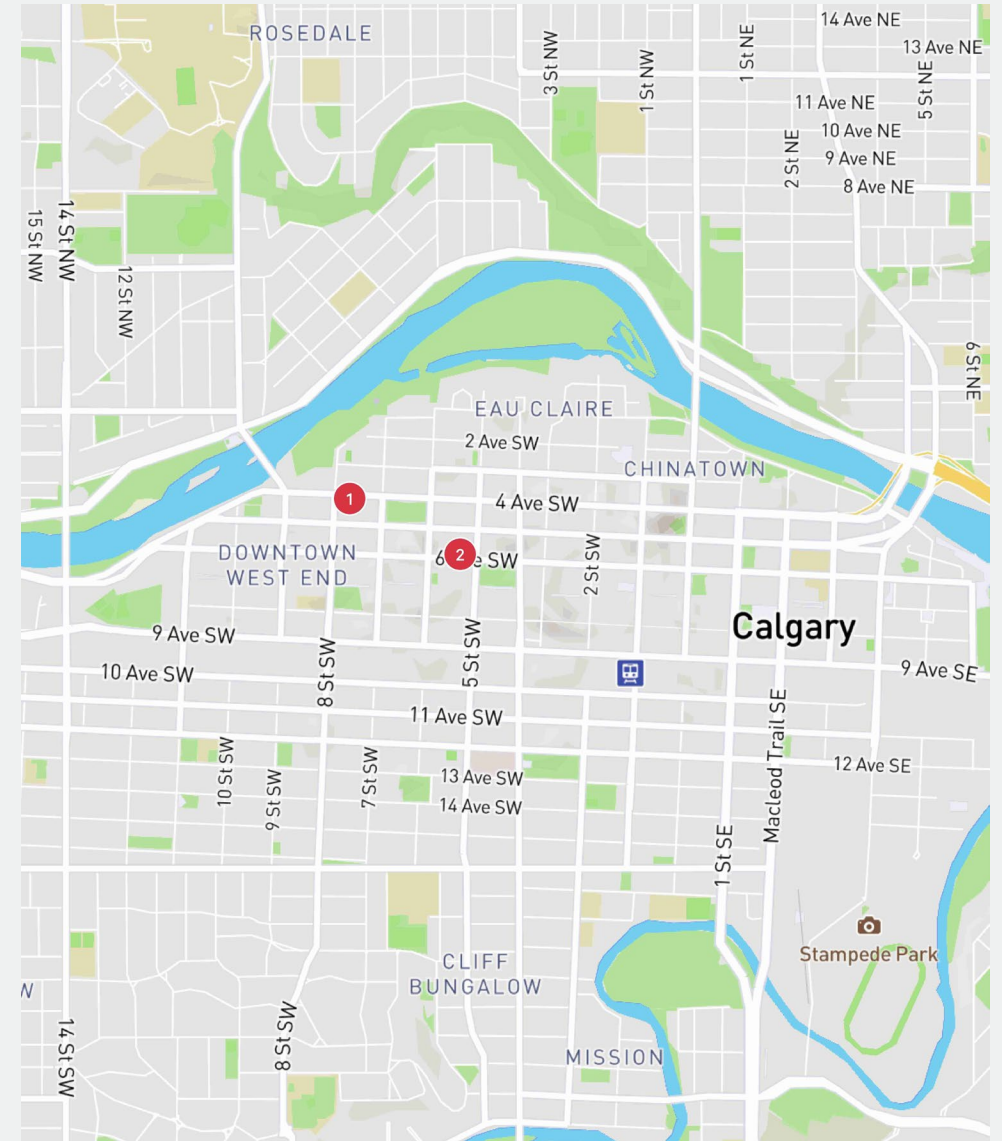 ROSEDALE
14 Ave NE
13 Ave NE
3 St NW
1 St NW
1 St NE
5 St NE
11 Ave NE
10 Ave NE
2 St NE
9 Ave NE
8 Ave NE
15 St NW
14 St NW
12 St NW
6 St NE
EAU CLAIRE
2 Ave SW
CHINATOWN
1
4 Ave SW
DOWNTOWN
WEST END
2
6 e SW
2 St SW
Calgary
9 Ave SW
8 St SW
5 St SW
10 Ave SW
9 Ave SE
11 Ave SW
Macleod Trail SE
10 St SW
9 St SW
7 St SW
13 Ave SW
12 Ave SE
14 Ave SW
1 St SE
Stampede Park
CLIFF
BUNGALOW
W
14 St SW
8 St SW
MISSION